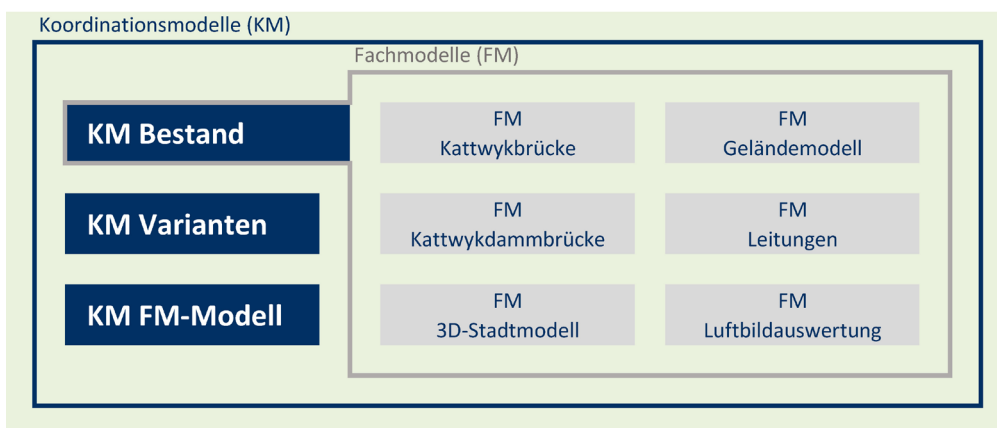 Koordinationsmodelle (KM)
Fachmodelle (FM)
KM Bestand
FM
Kattwykbrücke
FM
Geländemodell
KM Varianten
FM
Kattwykdammbrücke
FM
Leitungen
KM FM-Modell
FM
3D-Stadtmodell
FM
Luftbildauswertung